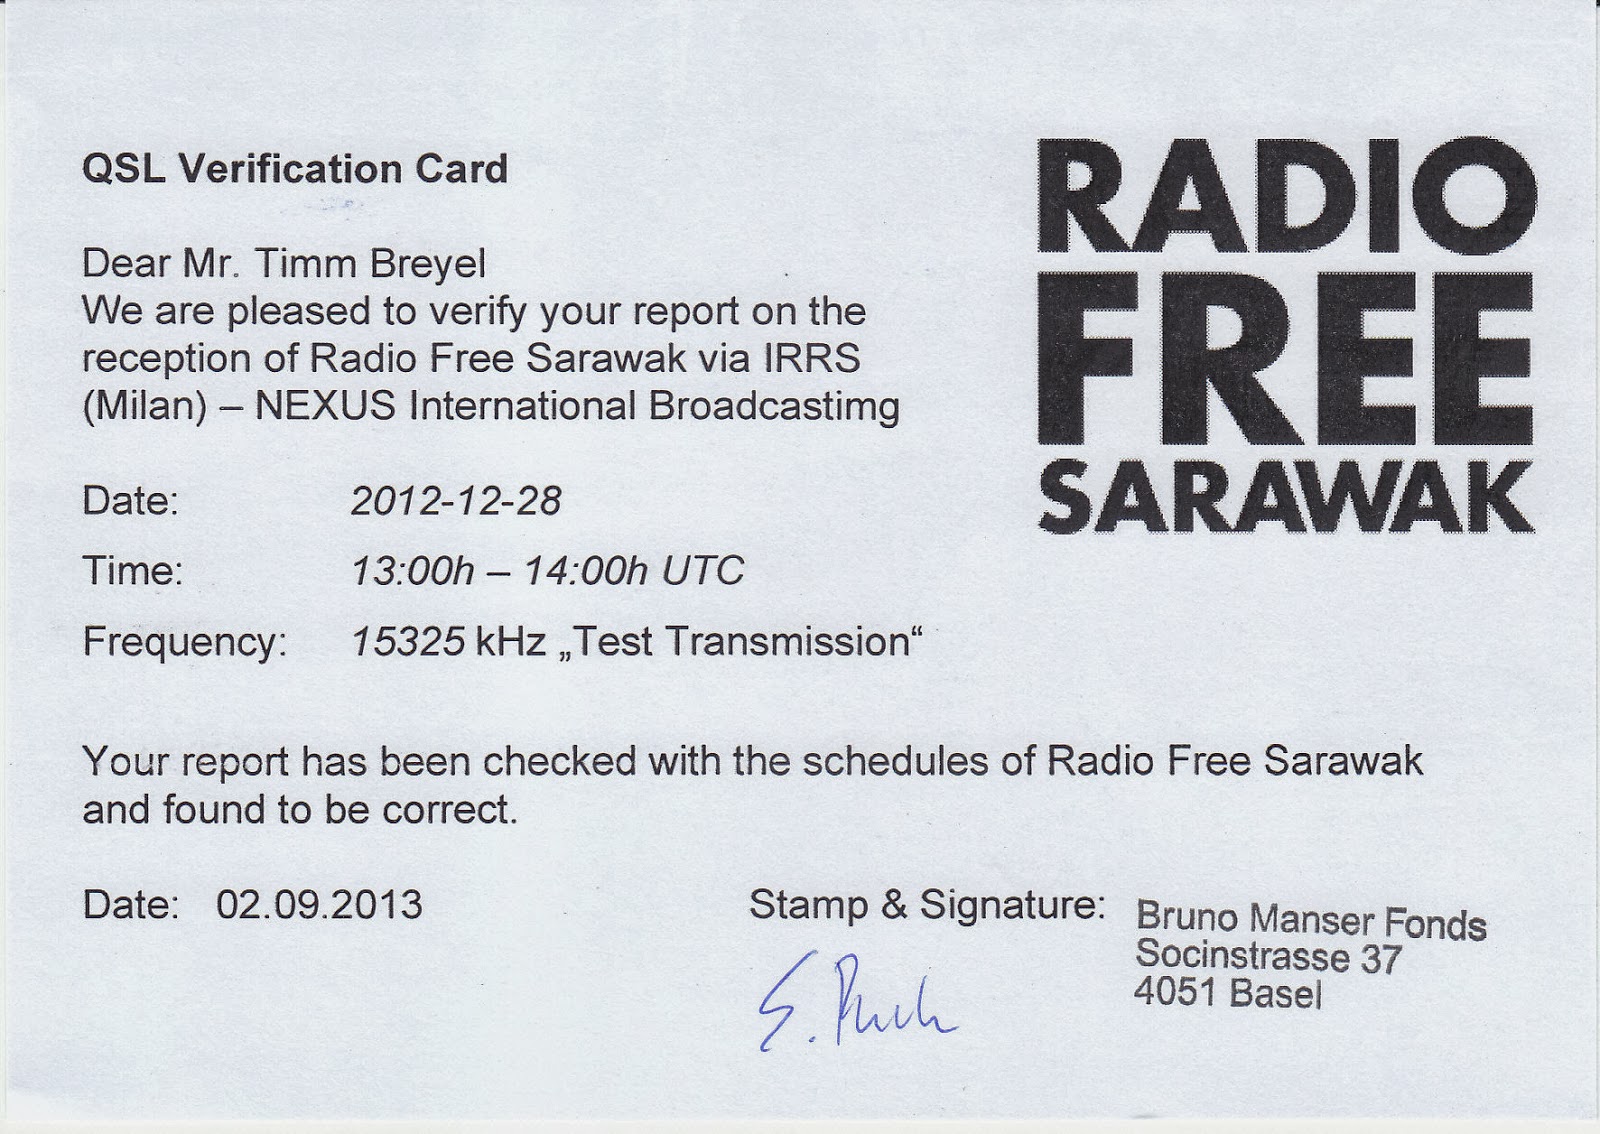 QSL Verification Card
RADIO
FREE
SARAWAK
Dear Mr. Timm Breyel
We are pleased to verify your report on the
reception of Radio Free Sarawak via IRRS
(Milan) – NEXUS International Broadcastimg
Date: 2012-12-28
Time: 13:00h – 14:00h UTC
Frequency: 15325 kHz „Test Transmission“
Your report has been checked with the schedules of Radio Free Sarawak
and found to be correct.
Date: 02.09.2013
Stamp & Signature:
Bruno Manser Fonds
Socinstrasse 37
4051 Basel